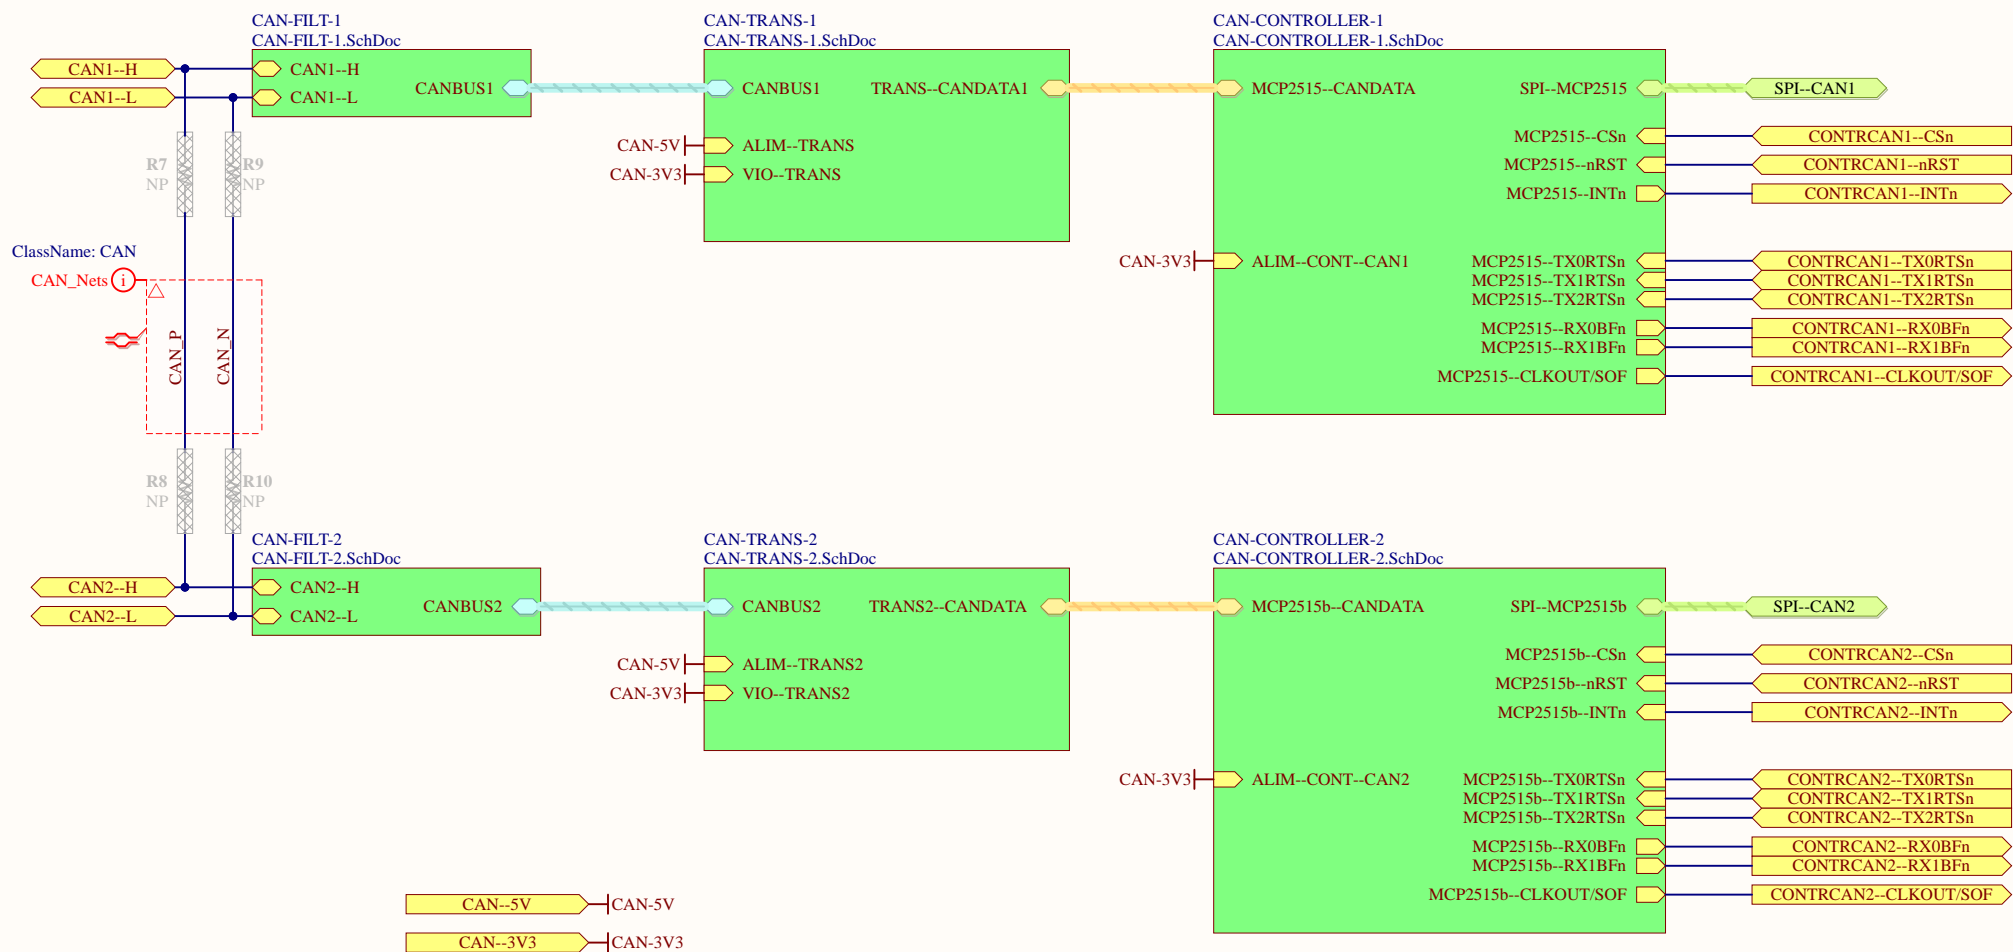 CAN-FILT-1
CAN-FILT-1.SchDoc
CAN1--H
CAN1--L
CAN1--H
CAN1--L
CANBUS1
CAN-TRANS-1
CAN-TRANS-1.SchDoc
CANBUS1
TRANS--CANDATA1
CAN-5V
ALIM--TRANS
CAN-3V3
VIO--TRANS
CAN-CONTROLLER-1
CAN-CONTROLLER-1.SchDoc
MCP2515--CANDATA
SPI--MCP2515
SPI--CAN1
MCP2515--CSn
CONTRCAN1--CSn
MCP2515--nRST
CONTRCAN1--nRST
MCP2515--INTn
CONTRCAN1--INTn
CAN-3V3
ALIM--CONT--CAN1
MCP2515--TX0RTSn
CONTRCAN1--TX0RTSn
MCP2515--TX1RTSn
CONTRCAN1--TX1RTSn
MCP2515--TX2RTSn
CONTRCAN1--TX2RTSn
MCP2515--RX0BFn
CONTRCAN1--RX0BFn
MCP2515--RX1BFn
CONTRCAN1--RX1BFn
MCP2515--CLKOUT/SOF
CONTRCAN1--CLKOUT/SOF
R7
NP
R9
NP
ClassName: CAN
CAN_Nets
i
CAN_P
CAN_N
R8
NP
R10
NP
CAN-FILT-2
CAN-FILT-2.SchDoc
CAN2--H
CAN2--L
CAN2--H
CAN2--L
CANBUS2
CAN-TRANS-2
CAN-TRANS-2.SchDoc
CANBUS2
TRANS2--CANDATA
CAN-5V
ALIM--TRANS2
CAN-3V3
VIO--TRANS2
CAN-CONTROLLER-2
CAN-CONTROLLER-2.SchDoc
MCP2515b--CANDATA
SPI--MCP2515b
SPI--CAN2
MCP2515b--CSn
CONTRCAN2--CSn
MCP2515b--nRST
CONTRCAN2--nRST
MCP2515b--INTn
CONTRCAN2--INTn
CAN-3V3
ALIM--CONT--CAN2
MCP2515b--TX0RTSn
CONTRCAN2--TX0RTSn
MCP2515b--TX1RTSn
CONTRCAN2--TX1RTSn
MCP2515b--TX2RTSn
CONTRCAN2--TX2RTSn
MCP2515b--RX0BFn
CONTRCAN2--RX0BFn
MCP2515b--RX1BFn
CONTRCAN2--RX1BFn
MCP2515b--CLKOUT/SOF
CONTRCAN2--CLKOUT/SOF
CAN--5V
CAN-5V
CAN--3V3
CAN-3V3